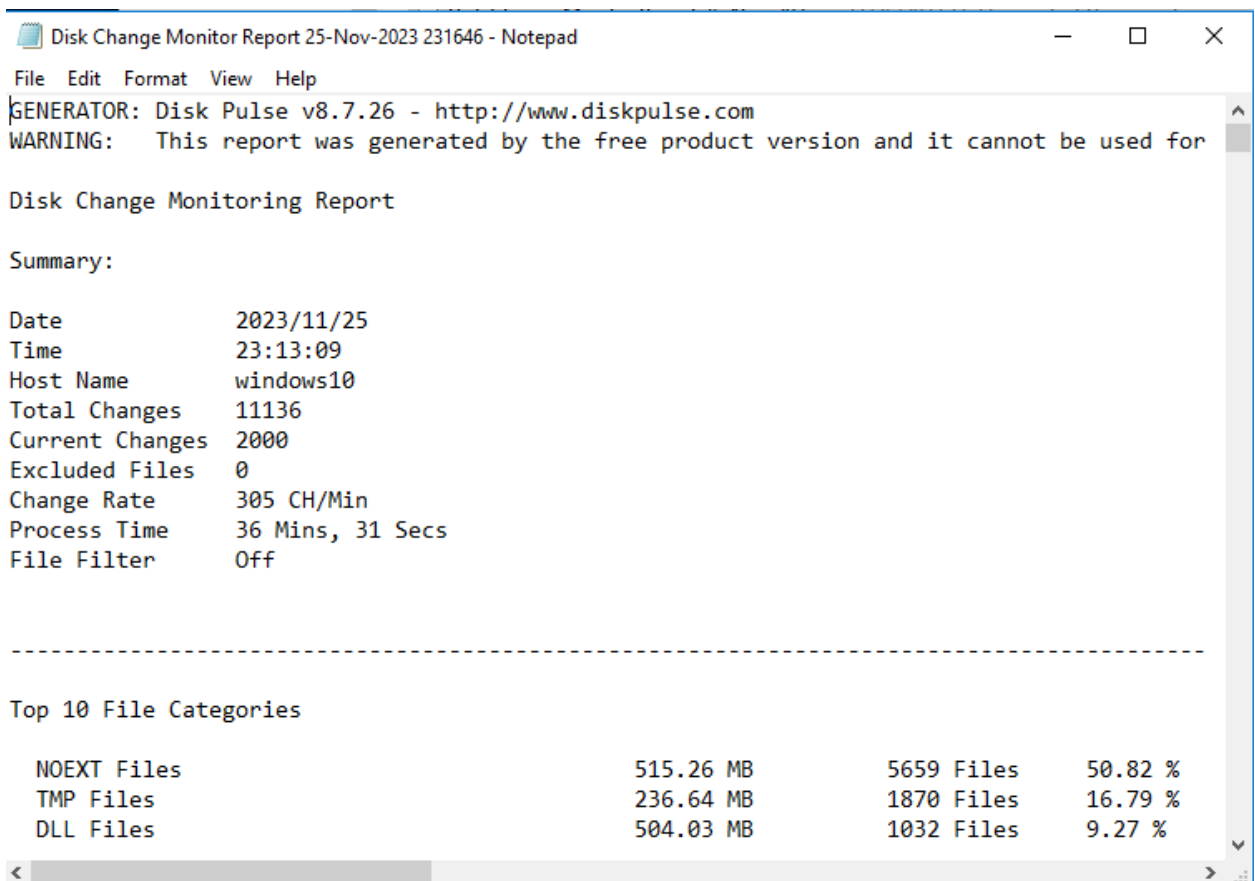 Disk Change Monitor Report 25-Nov-2023 231646 - Notepad
File Edit Format View Help
GENERATOR: Disk Pulse v8.7.26 - http://www.diskpulse.com
WARNING:   This report was generated by the free product version and it cannot be used for
Disk Change Monitoring Report
Summary:
Date             2023/11/25
Time             23:13:09
Host Name        windows10
Total Changes    11136
Current Changes  2000
Excluded Files   0
Change Rate      305 CH/Min
Process Time     36 Mins, 31 Secs
File Filter      Off
------------------------------------------------------------------------------------------
Top 10 File Categories
NOEXT Files                                  515.26 MB          5659 Files     50.82 %
TMP Files                                    236.64 MB          1870 Files     16.79 %
DLL Files                                    504.03 MB          1032 Files     9.27 %